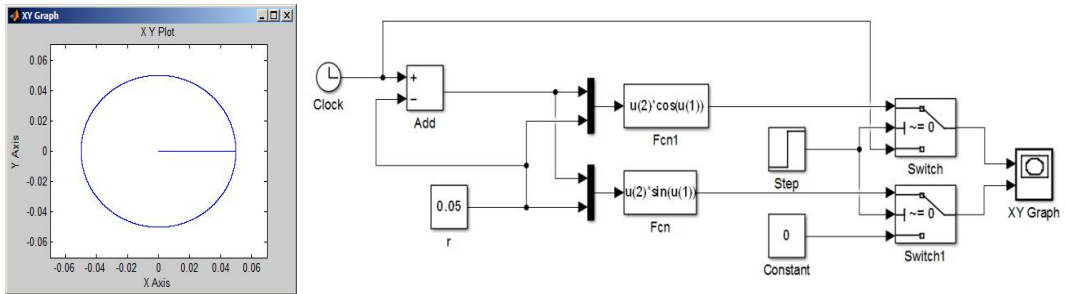 XY Graph
X Y Plot
0.06
0.04
0.02
0
-0.02
-0.04
-0.06
Y Axis
-0.06 -0.04 -0.02 0 0.02 0.04 0.06
X Axis
Clock
+
−
Add
u(2)*cos(u(1))
Fcn1
0.05
r
u(2)*sin(u(1))
Fcn
Step
0
Constant
~= 0
Switch
~= 0
Switch1
XY Graph